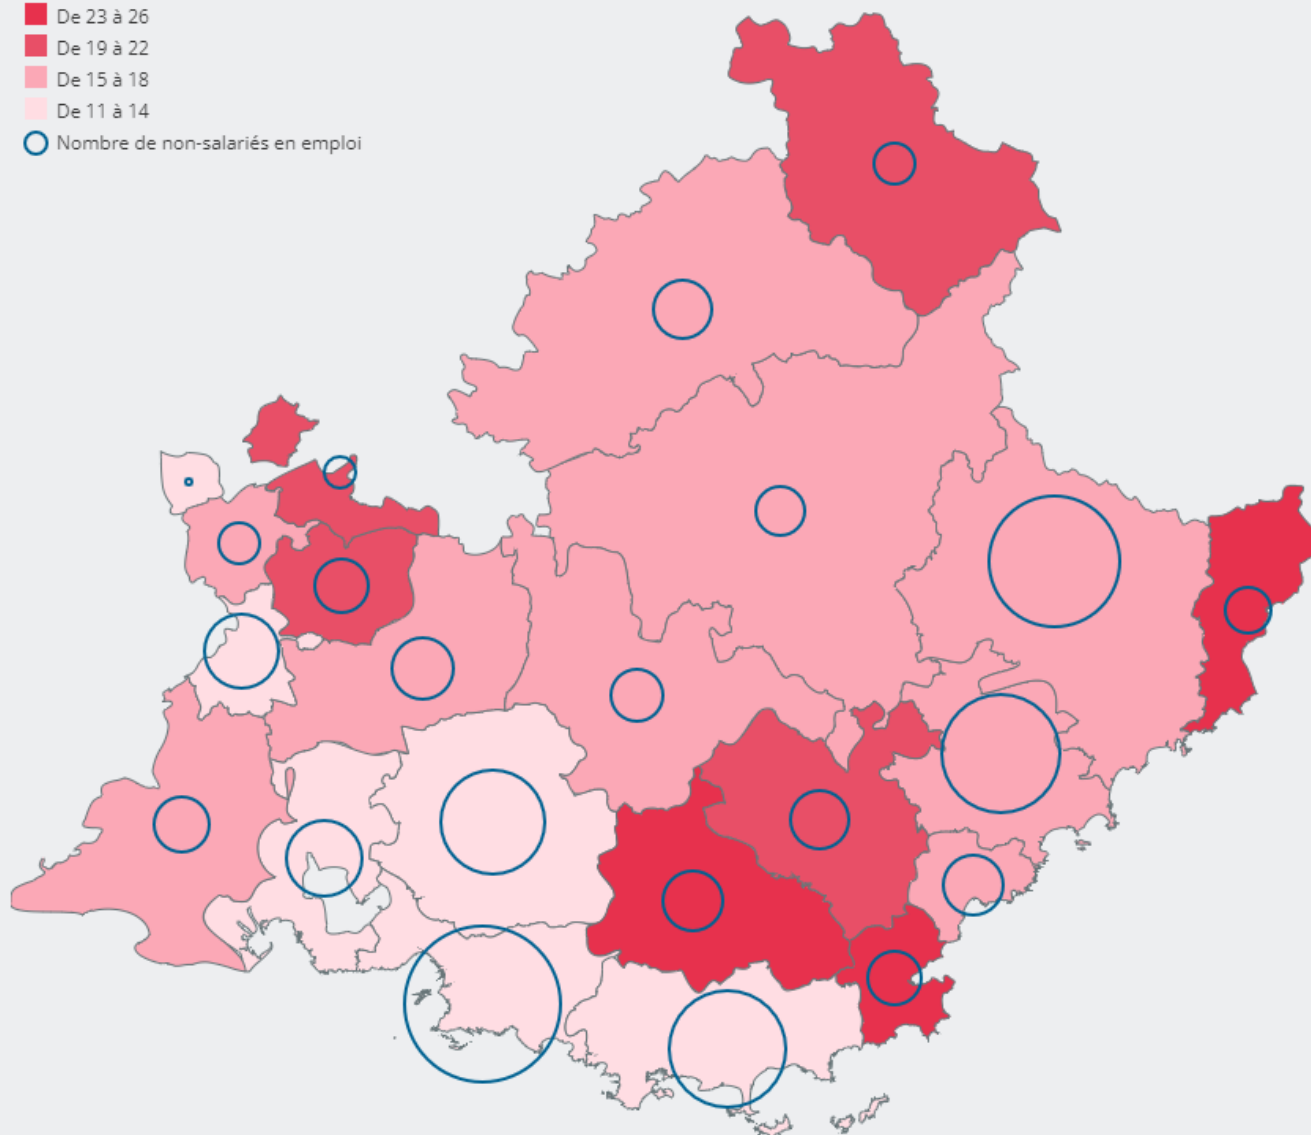 De 23 à 26
De 19 à 22
De 15 à 18
De 11 à 14
Nombre de non-salariés en emploi